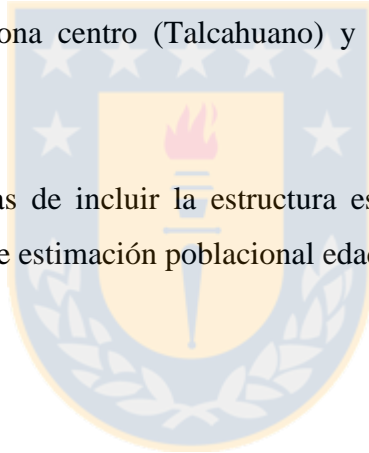 ona centro (Talcahuano) y
as de incluir la estructura es
e estimación poblacional edad